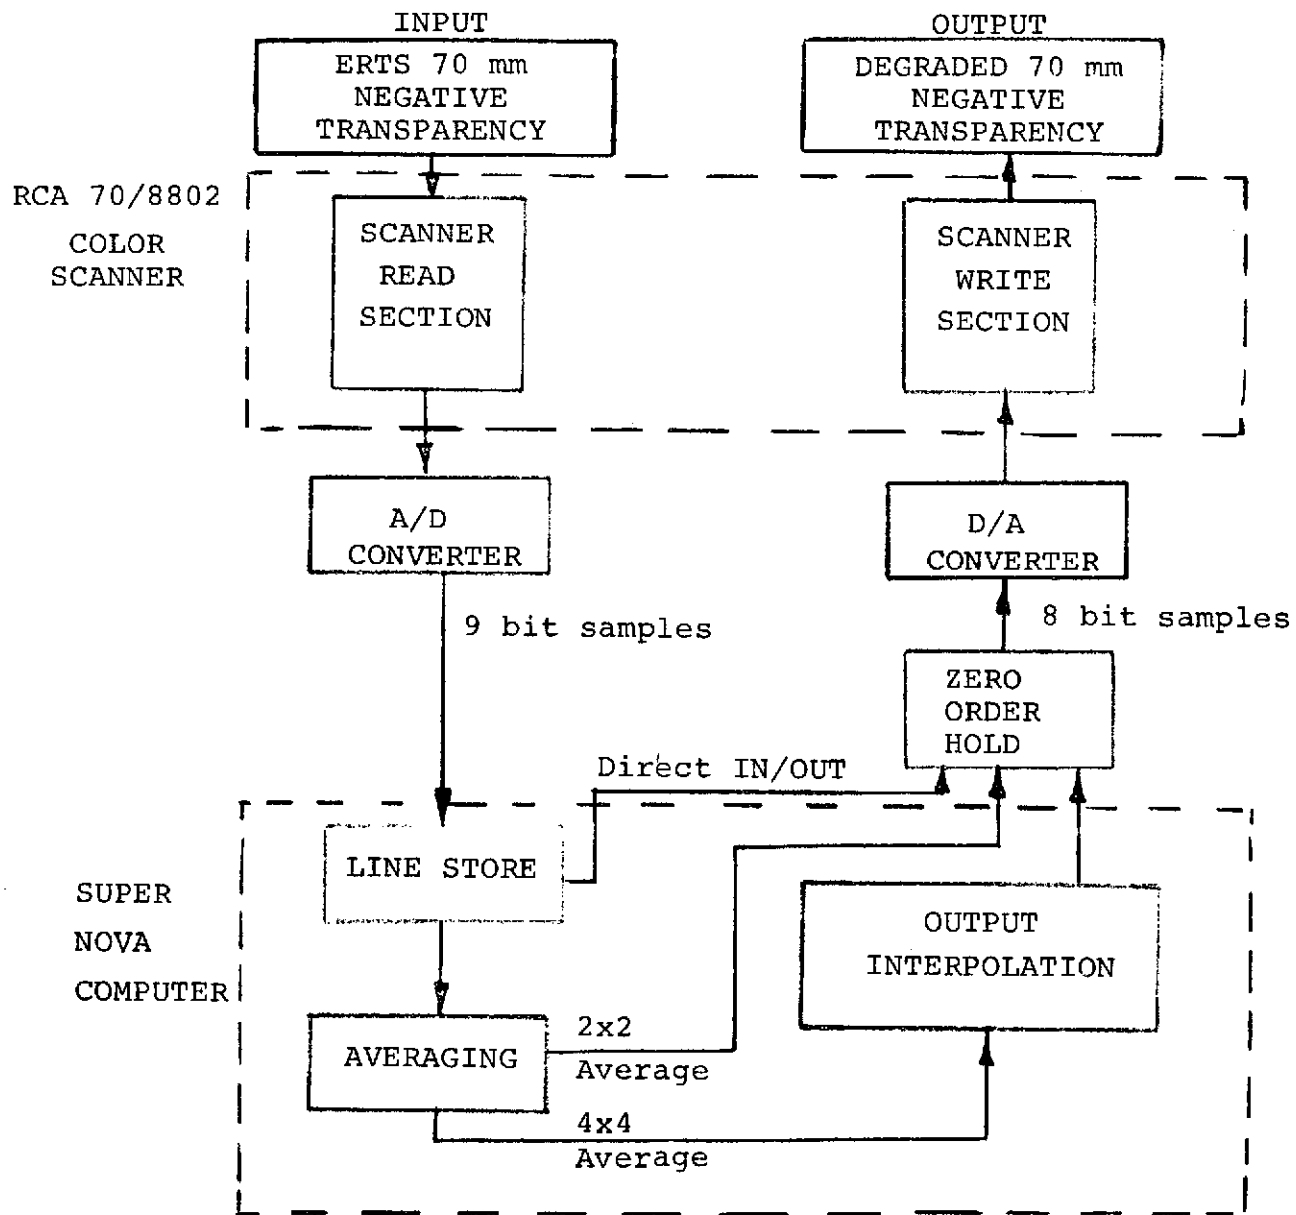 INPUT
ERTS 70 mm
NEGATIVE
TRANSPARENCY
OUTPUT
DEGRADED 70 mm
NEGATIVE
TRANSPARENCY
RCA 70/8802
COLOR
SCANNER
SCANNER
READ
SECTION
SCANNER
WRITE
SECTION
A/D
CONVERTER
D/A
CONVERTER
9 bit samples
8 bit samples
ZERO
ORDER
HOLD
Direct IN/OUT
LINE STORE
SUPER
NOVA
COMPUTER
OUTPUT
INTERPOLATION
AVERAGING
2x2
Average
4x4
Average